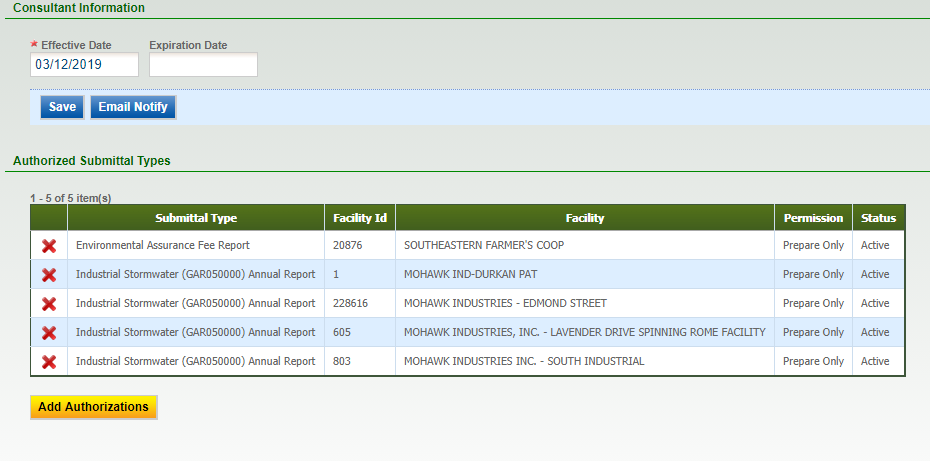 Consultant Information
* Effective Date Expiration Date
03/12/2019
Save Email Notify
Authorized Submittal Types
1 - 5 of 5 item(s)
Submittal Type Facility Id Facility Permission Status
Environmental Assurance Fee Report 20876 SOUTHEASTERN FARMER'S COOP Prepare Only Active
Industrial Stormwater (GAR050000) Annual Report 1 MOHAWK IND-DURKAN PAT Prepare Only Active
Industrial Stormwater (GAR050000) Annual Report 228616 MOHAWK INDUSTRIES - EDMOND STREET Prepare Only Active
Industrial Stormwater (GAR050000) Annual Report 605 MOHAWK INDUSTRIES, INC. - LAVENDER DRIVE SPINNING ROME FACILITY Prepare Only Active
Industrial Stormwater (GAR050000) Annual Report 803 MOHAWK INDUSTRIES INC. - SOUTH INDUSTRIAL Prepare Only Active
Add Authorizations